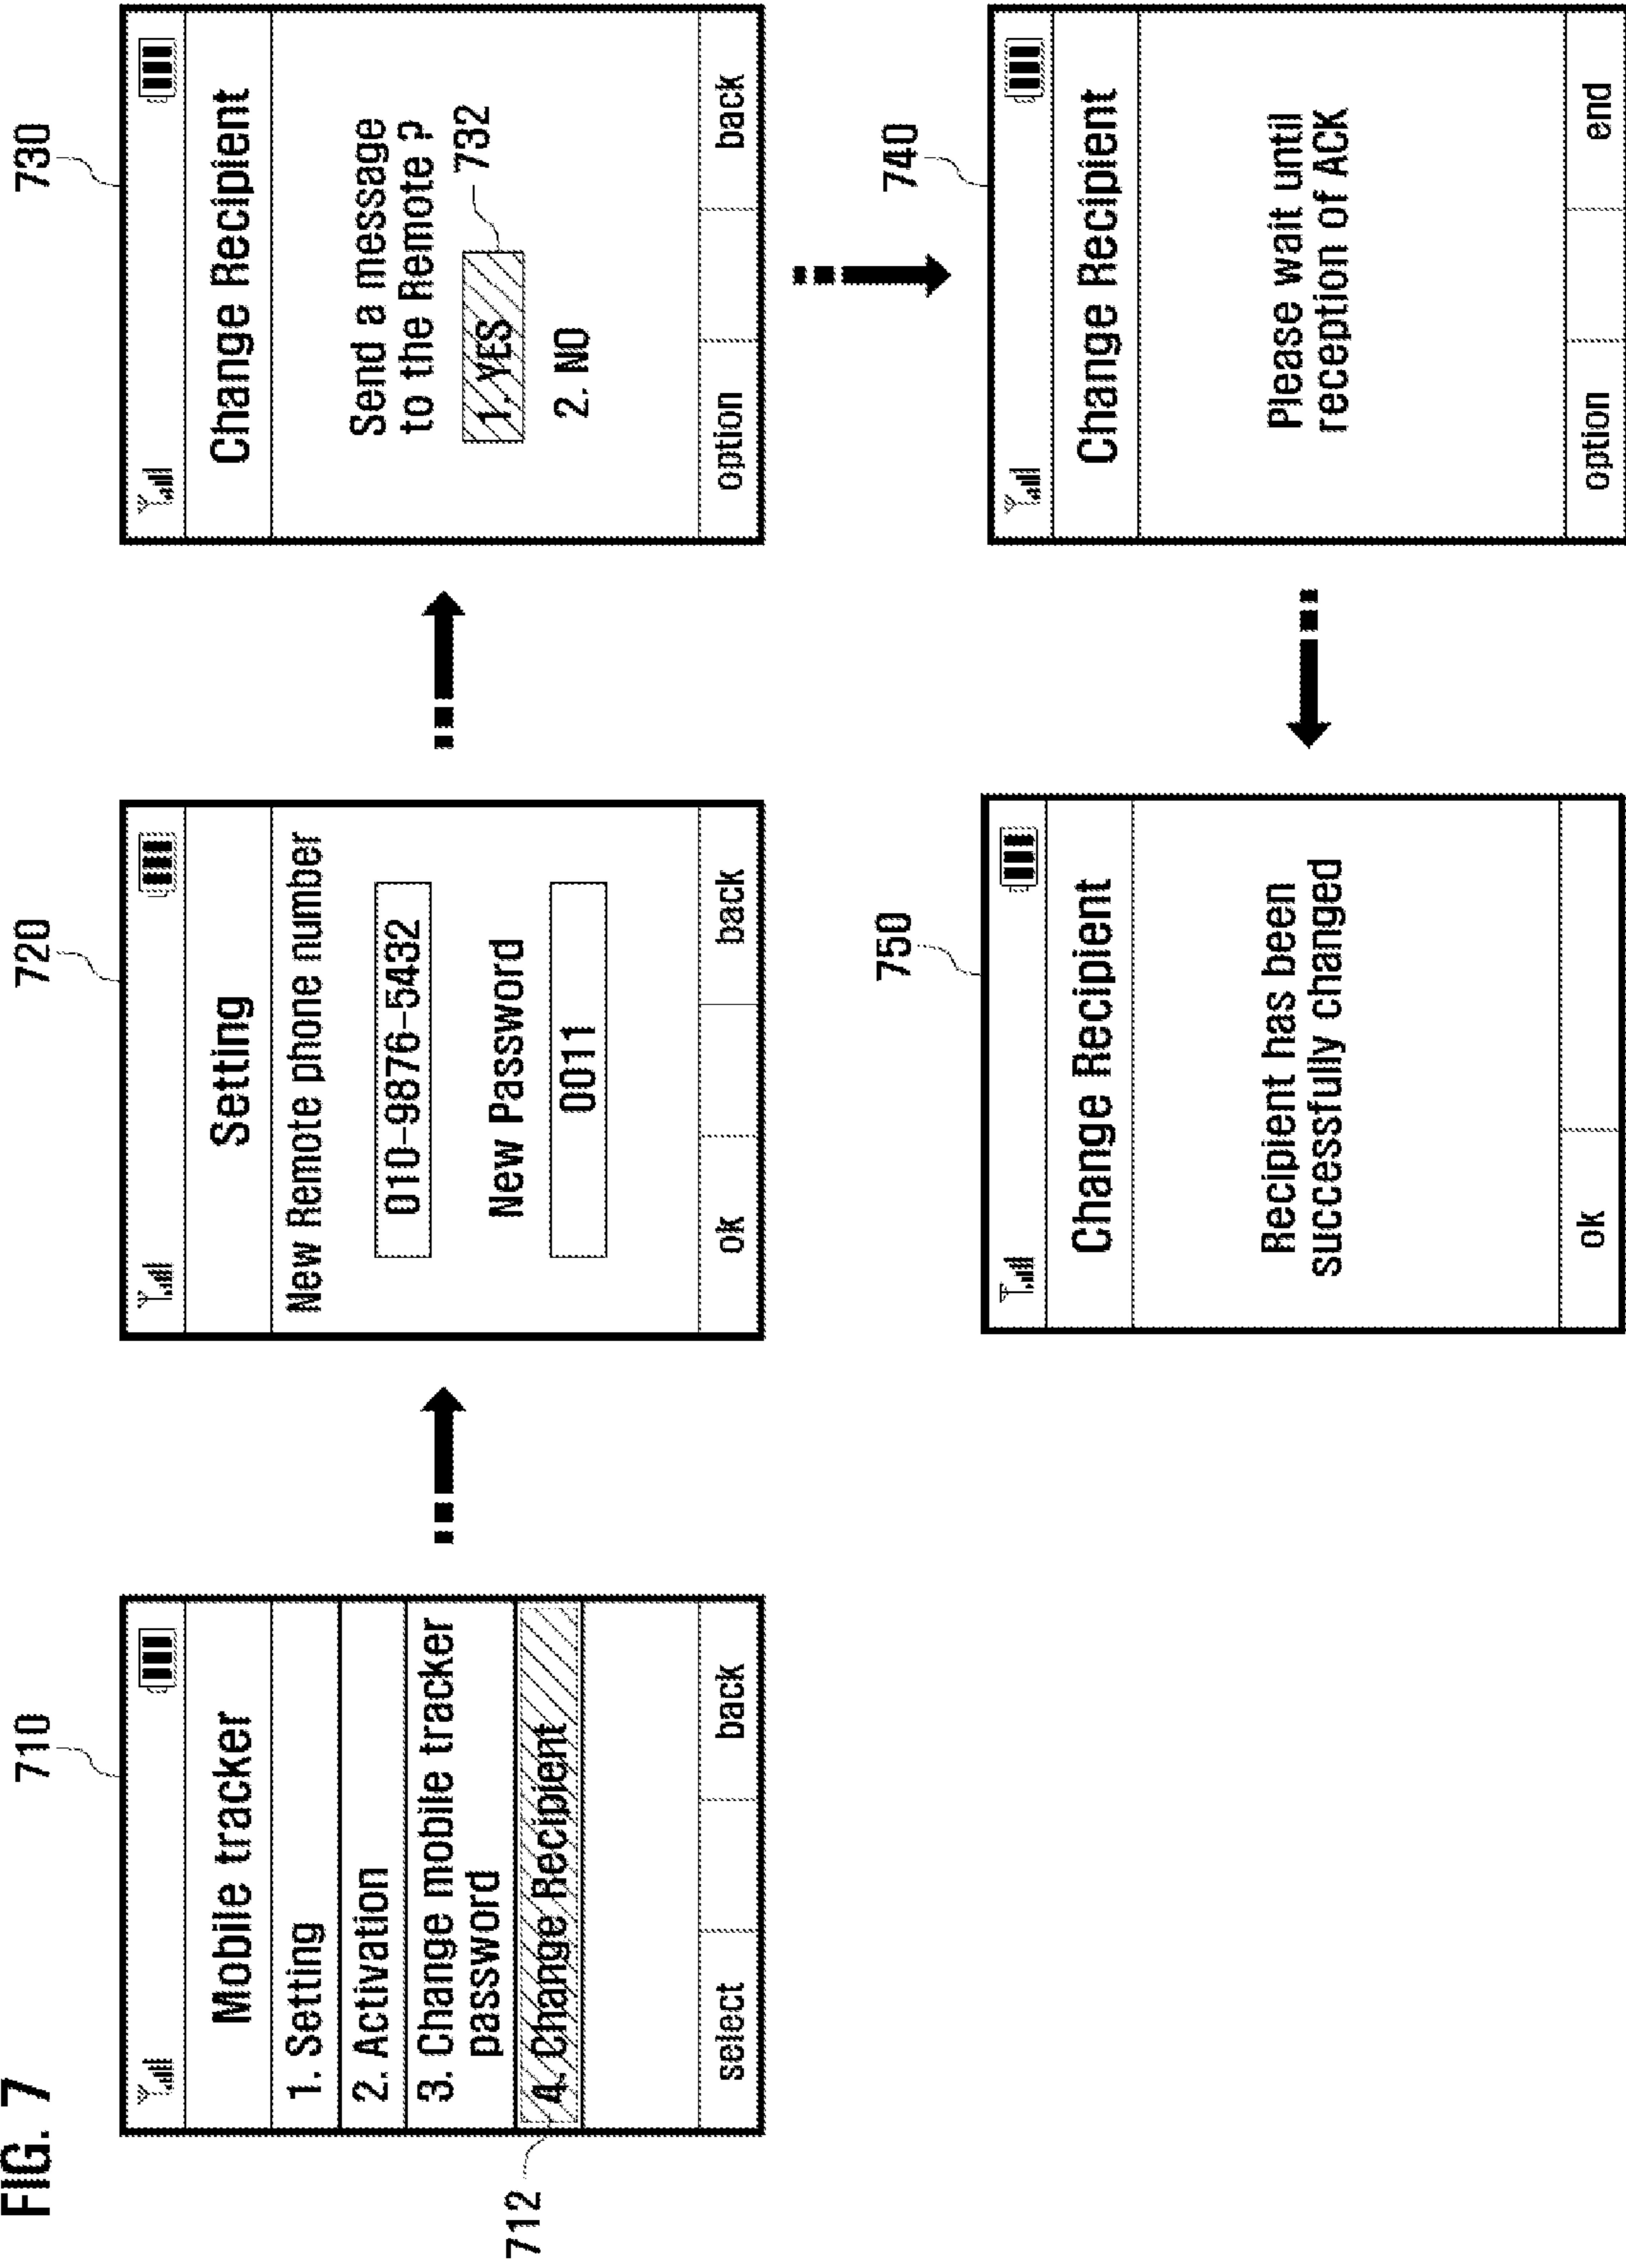 FIG. 7
710
Mobile tracker
1. Setting
2. Activation
3. Change mobile tracker
password
4. Change Recipient
712
select
back
720
Setting
New Remote phone number
010-9876-5432
New Password
0011
ok
back
730
Change Recipient
Send a message
to the Remote ?
1. YES
732
2. NO
option
back
740
Change Recipient
Please wait until
reception of ACK
option
end
750
Change Recipient
Recipient has been
successfully changed
ok